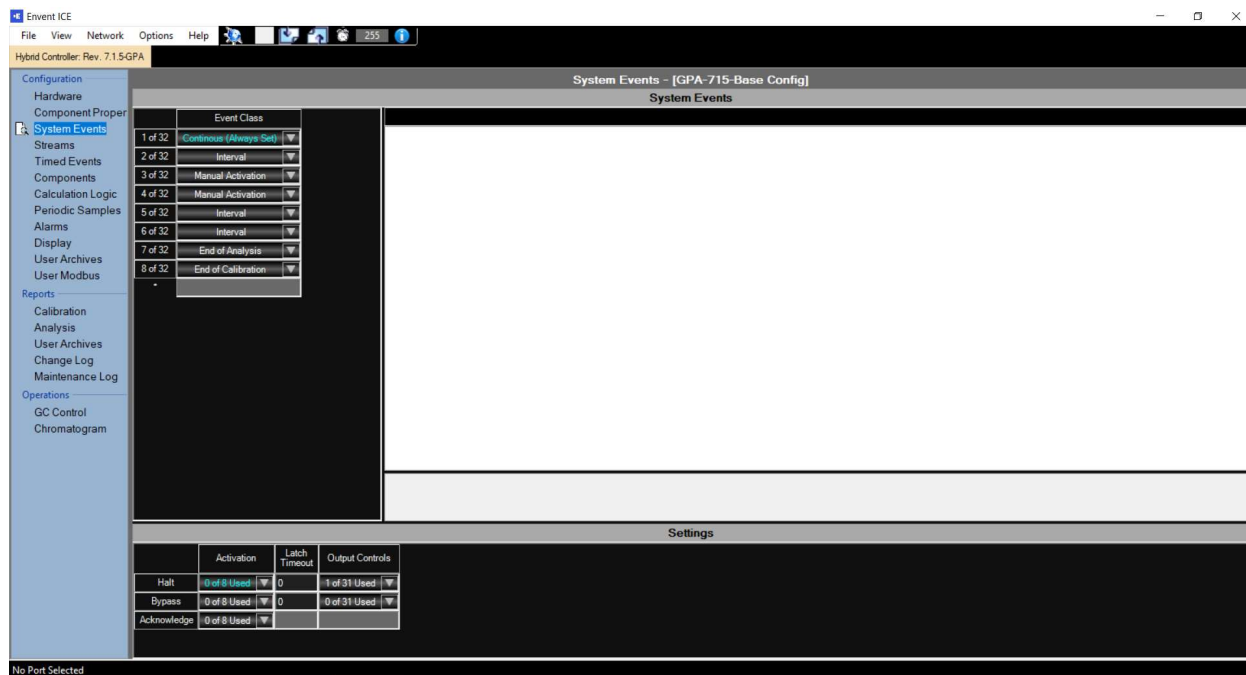 Envent ICE
File View Network Options Help 255
Hybrid Controller: Rev. 7.1.5-GPA
Configuration
Hardware
Component Proper
System Events
Streams
Timed Events
Components
Calculation Logic
Periodic Samples
Alarms
Display
User Archives
User Modbus
Reports
Calibration
Analysis
User Archives
Change Log
Maintenance Log
Operations
GC Control
Chromatogram
System Events - [GPA-715-Base Config]
System Events
Event Class
1 of 32 Continous (Always Set)
2 of 32 Interval
3 of 32 Manual Activation
4 of 32 Manual Activation
5 of 32 Interval
6 of 32 Interval
7 of 32 End of Analysis
8 of 32 End of Calibration
Settings
Activation Latch Timeout Output Controls
Halt 0 of 8 Used 0 1 of 31 Used
Bypass 0 of 8 Used 0 0 of 31 Used
Acknowledge 0 of 8 Used
No Port Selected